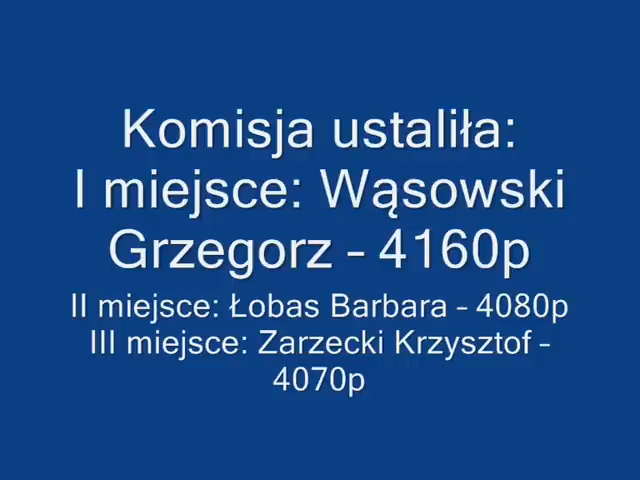 Komisja ustaliła:
I miejsce: Wąsowski
Grzegorz – 4160p
II miejsce: Łobas Barbara – 4080p
III miejsce: Zarzecki Krzysztof –
4070p